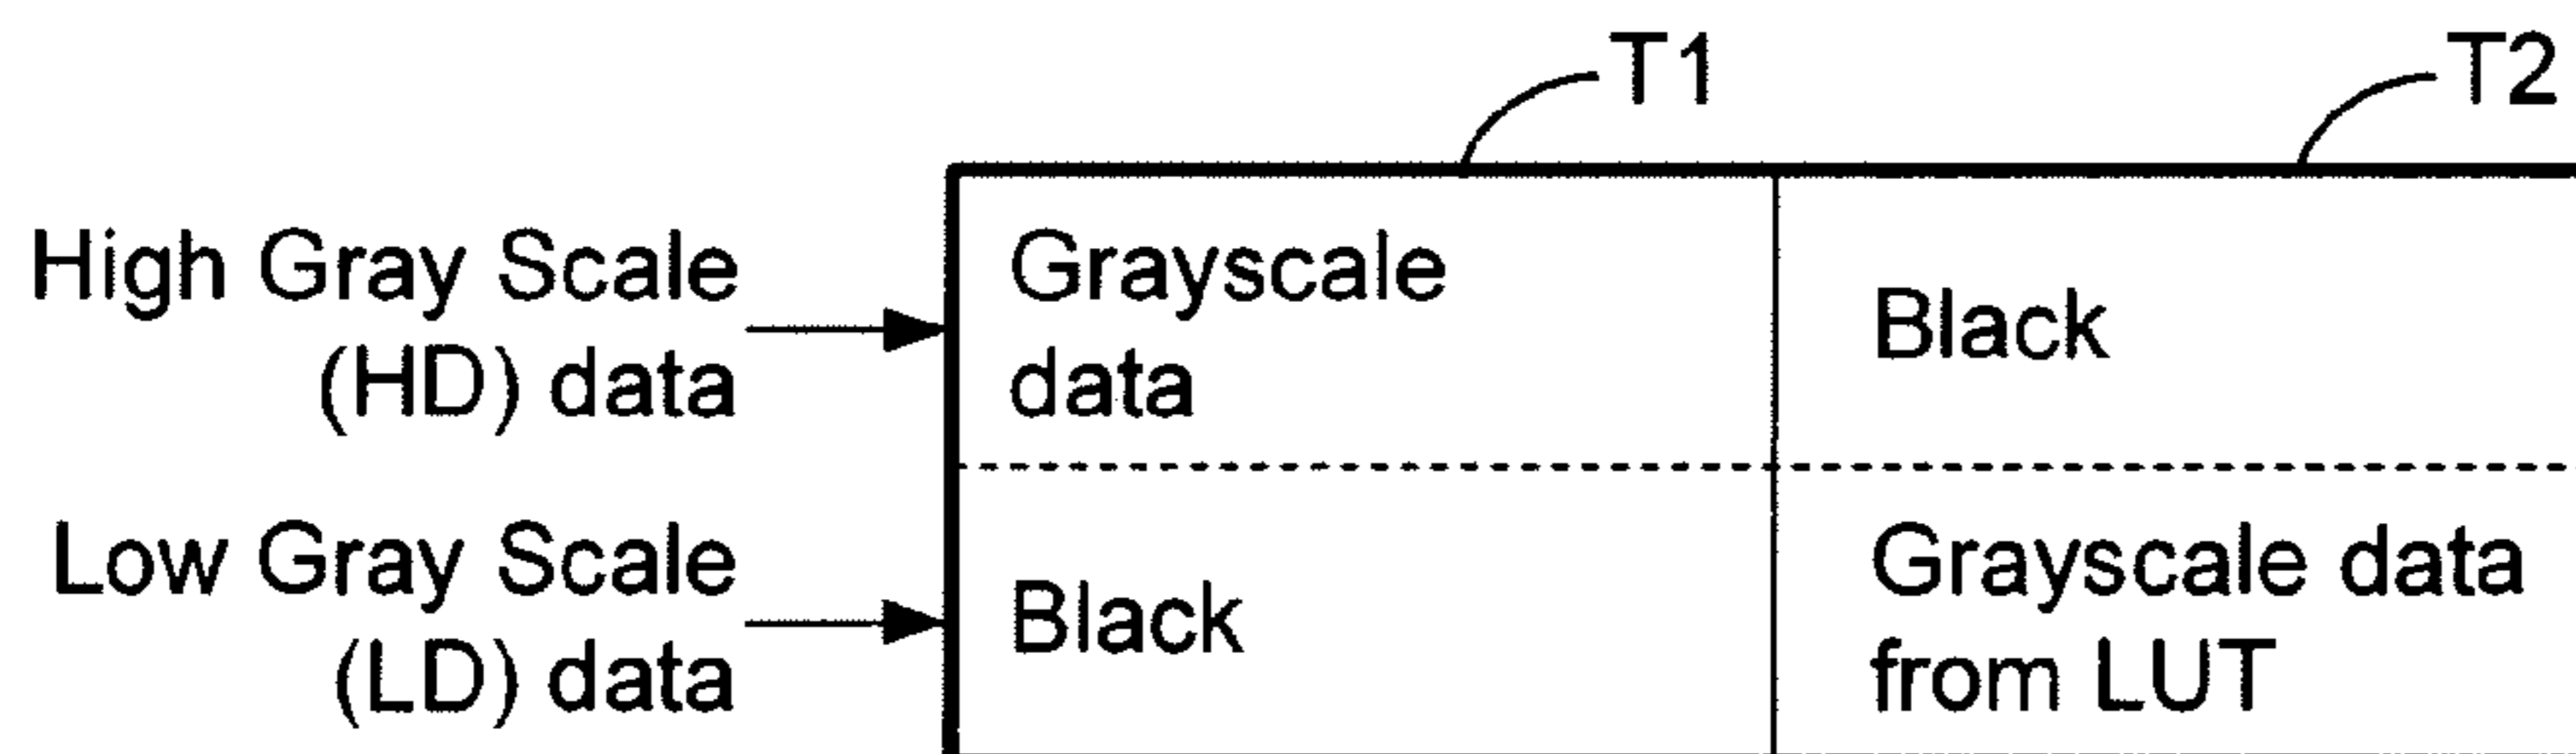 T1
T2
High Gray Scale
(HD) data
Grayscale
data
Black
Low Gray Scale
(LD) data
Black
Grayscale data
from LUT